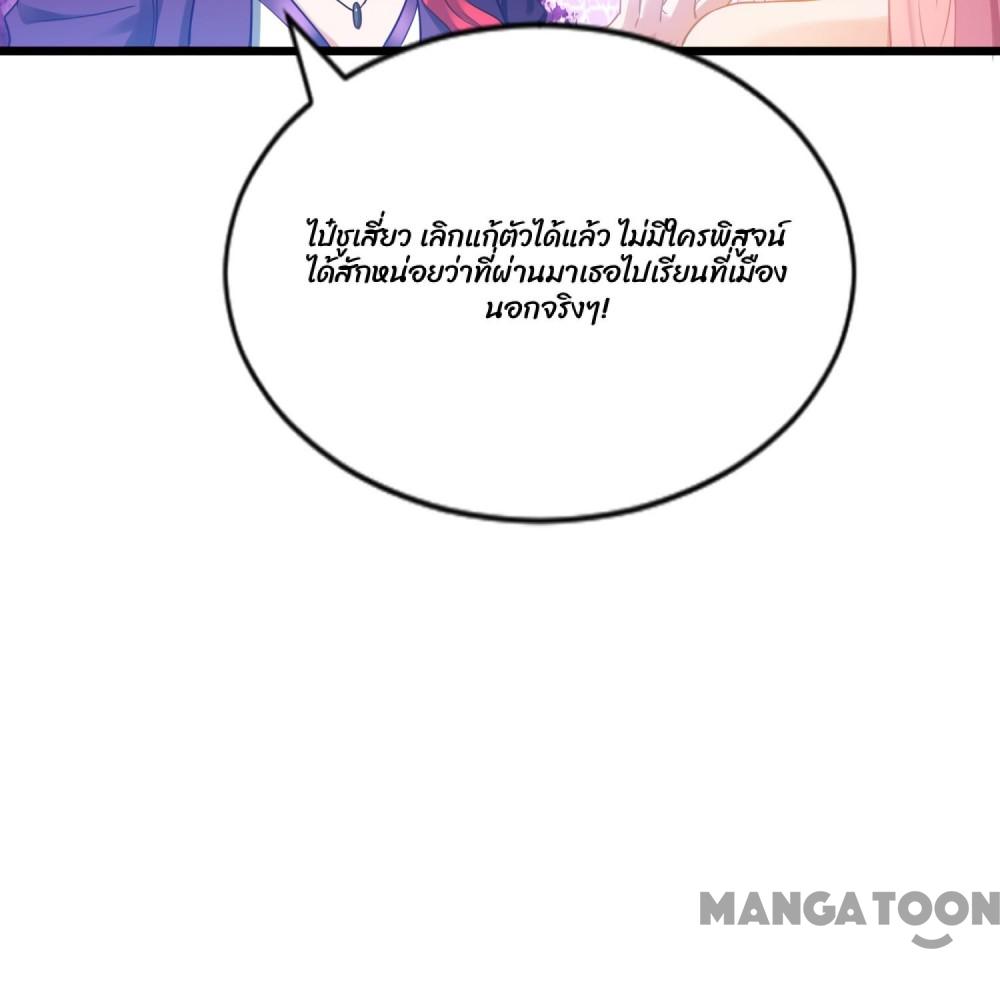 ไป๋ชูเสี่ยว เลิกแก้ตัวได้แล้ว ไม่มีใครพิสูจน์
ได้สักหน่อยว่าที่ผ่านมาเธอไปเรียนที่เมือง
นอกจริงๆ!
MANGATOON